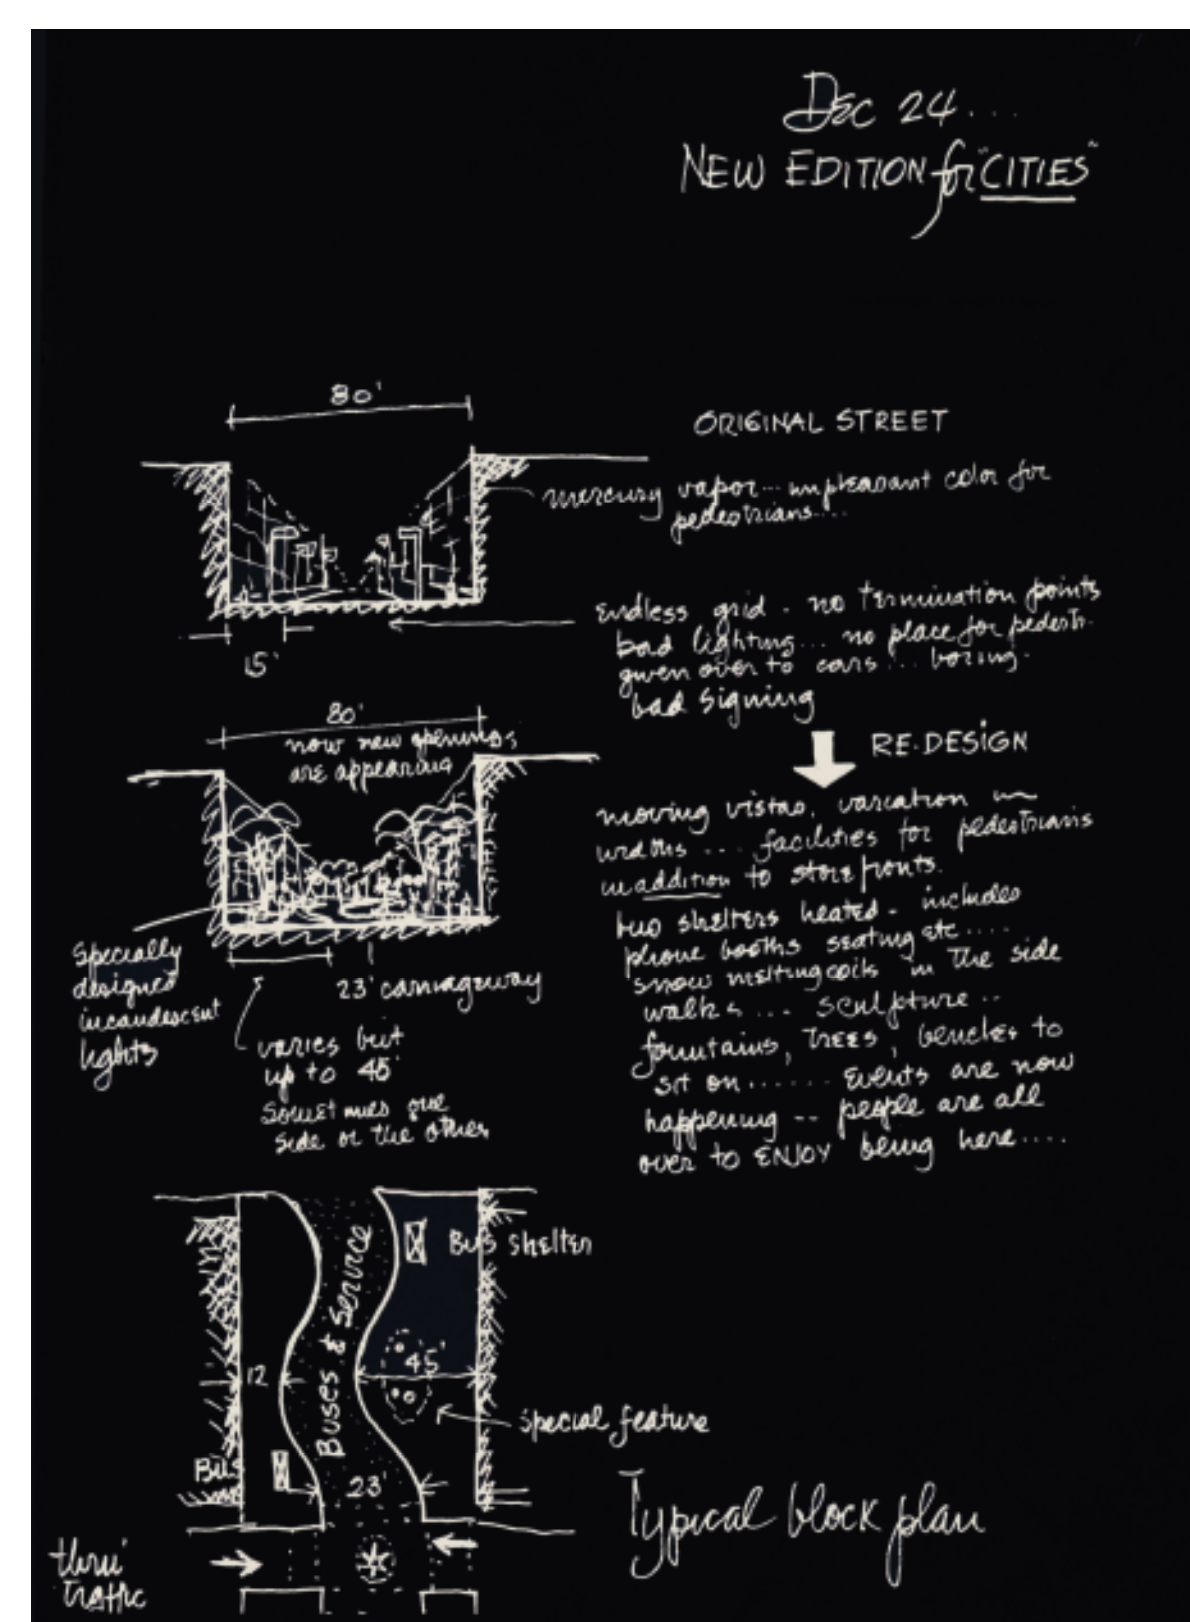 Dec 24...
NEW EDITION for "CITIES"
80'
ORIGINAL STREET
mercury vapor... unpleasant color for
pedestrians....
Endless grid - no termination points
bad lighting... no place for pedestr.
given over to cars... boring.
bad signing
15'
80'
now new openings
are appearing
RE-DESIGN
moving vistas, variation in
widths... facilities for pedestrians
in addition to store fronts.
bus shelters heated - includes
phone booths seating etc....
snow melting coils in the side
walks.... sculpture..
fountains, trees, benches to
sit on...... Events are now
happening -- people are all
over to ENJOY being here....
Specially
designed
incandescent
lights
23' carriageway
varies but
up to 45'
Sometimes one
side or the other
Buses & Service
Bus shelter
12
45'
special feature
Bus
23'
Typical block plan
thru'
traffic